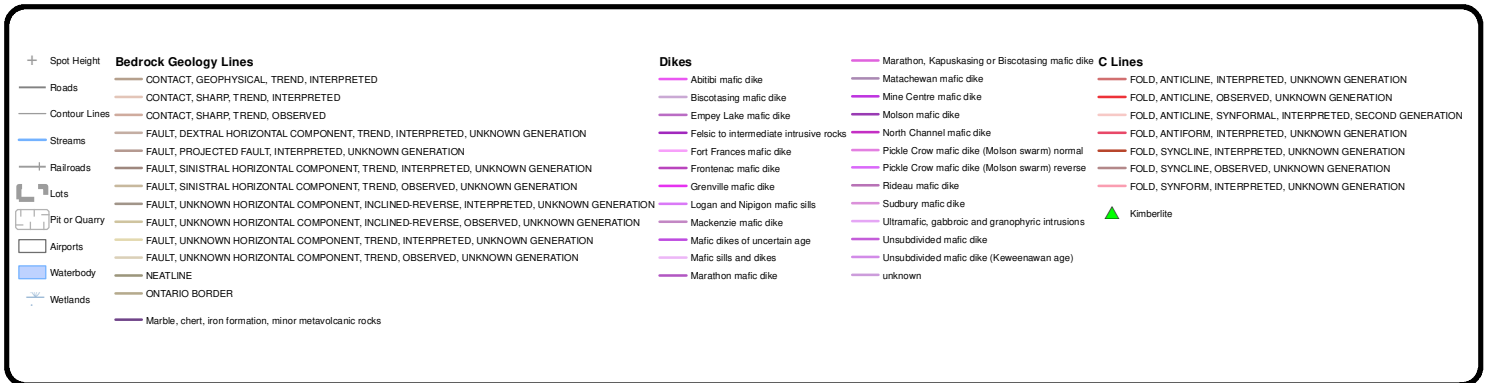 Spot Height
Roads
Contour Lines
Streams
Railroads
Lots
Pit or Quarry
Airports
Waterbody
Wetlands
Bedrock Geology Lines
CONTACT, GEOPHYSICAL, TREND, INTERPRETED
CONTACT, SHARP, TREND, INTERPRETED
CONTACT, SHARP, TREND, OBSERVED
FAULT, DEXTRAL HORIZONTAL COMPONENT, TREND, INTERPRETED, UNKNOWN GENERATION
FAULT, PROJECTED FAULT, INTERPRETED, UNKNOWN GENERATION
FAULT, SINISTRAL HORIZONTAL COMPONENT, TREND, INTERPRETED, UNKNOWN GENERATION
FAULT, SINISTRAL HORIZONTAL COMPONENT, TREND, OBSERVED, UNKNOWN GENERATION
FAULT, UNKNOWN HORIZONTAL COMPONENT, INCLINED-REVERSE, INTERPRETED, UNKNOWN GENERATION
FAULT, UNKNOWN HORIZONTAL COMPONENT, INCLINED-REVERSE, OBSERVED, UNKNOWN GENERATION
FAULT, UNKNOWN HORIZONTAL COMPONENT, TREND, INTERPRETED, UNKNOWN GENERATION
FAULT, UNKNOWN HORIZONTAL COMPONENT, TREND, OBSERVED, UNKNOWN GENERATION
NEATLINE
ONTARIO BORDER
Marble, chert, iron formation, minor metavolcanic rocks
Dikes
Abitibi mafic dike
Biscotasing mafic dike
Empey Lake mafic dike
Felsic to intermediate intrusive rocks
Fort Frances mafic dike
Frontenac mafic dike
Grenville mafic dike
Logan and Nipigon mafic sills
Mackenzie mafic dike
Mafic dikes of uncertain age
Mafic sills and dikes
Marathon mafic dike
Marathon, Kapuskasing or Biscotasing mafic dike
Matachewan mafic dike
Mine Centre mafic dike
Molson mafic dike
North Channel mafic dike
Pickle Crow mafic dike (Molson swarm) normal
Pickle Crow mafic dike (Molson swarm) reverse
Rideau mafic dike
Sudbury mafic dike
Ultramafic, gabbroic and granophyric intrusions
Unsubdivided mafic dike
Unsubdivided mafic dike (Keweenawan age)
unknown
C Lines
FOLD, ANTICLINE, INTERPRETED, UNKNOWN GENERATION
FOLD, ANTICLINE, OBSERVED, UNKNOWN GENERATION
FOLD, ANTICLINE, SYNFORMAL, INTERPRETED, SECOND GENERATION
FOLD, ANTIFORM, INTERPRETED, UNKNOWN GENERATION
FOLD, SYNCLINE, INTERPRETED, UNKNOWN GENERATION
FOLD, SYNCLINE, OBSERVED, UNKNOWN GENERATION
FOLD, SYNFORM, INTERPRETED, UNKNOWN GENERATION
Kimberlite